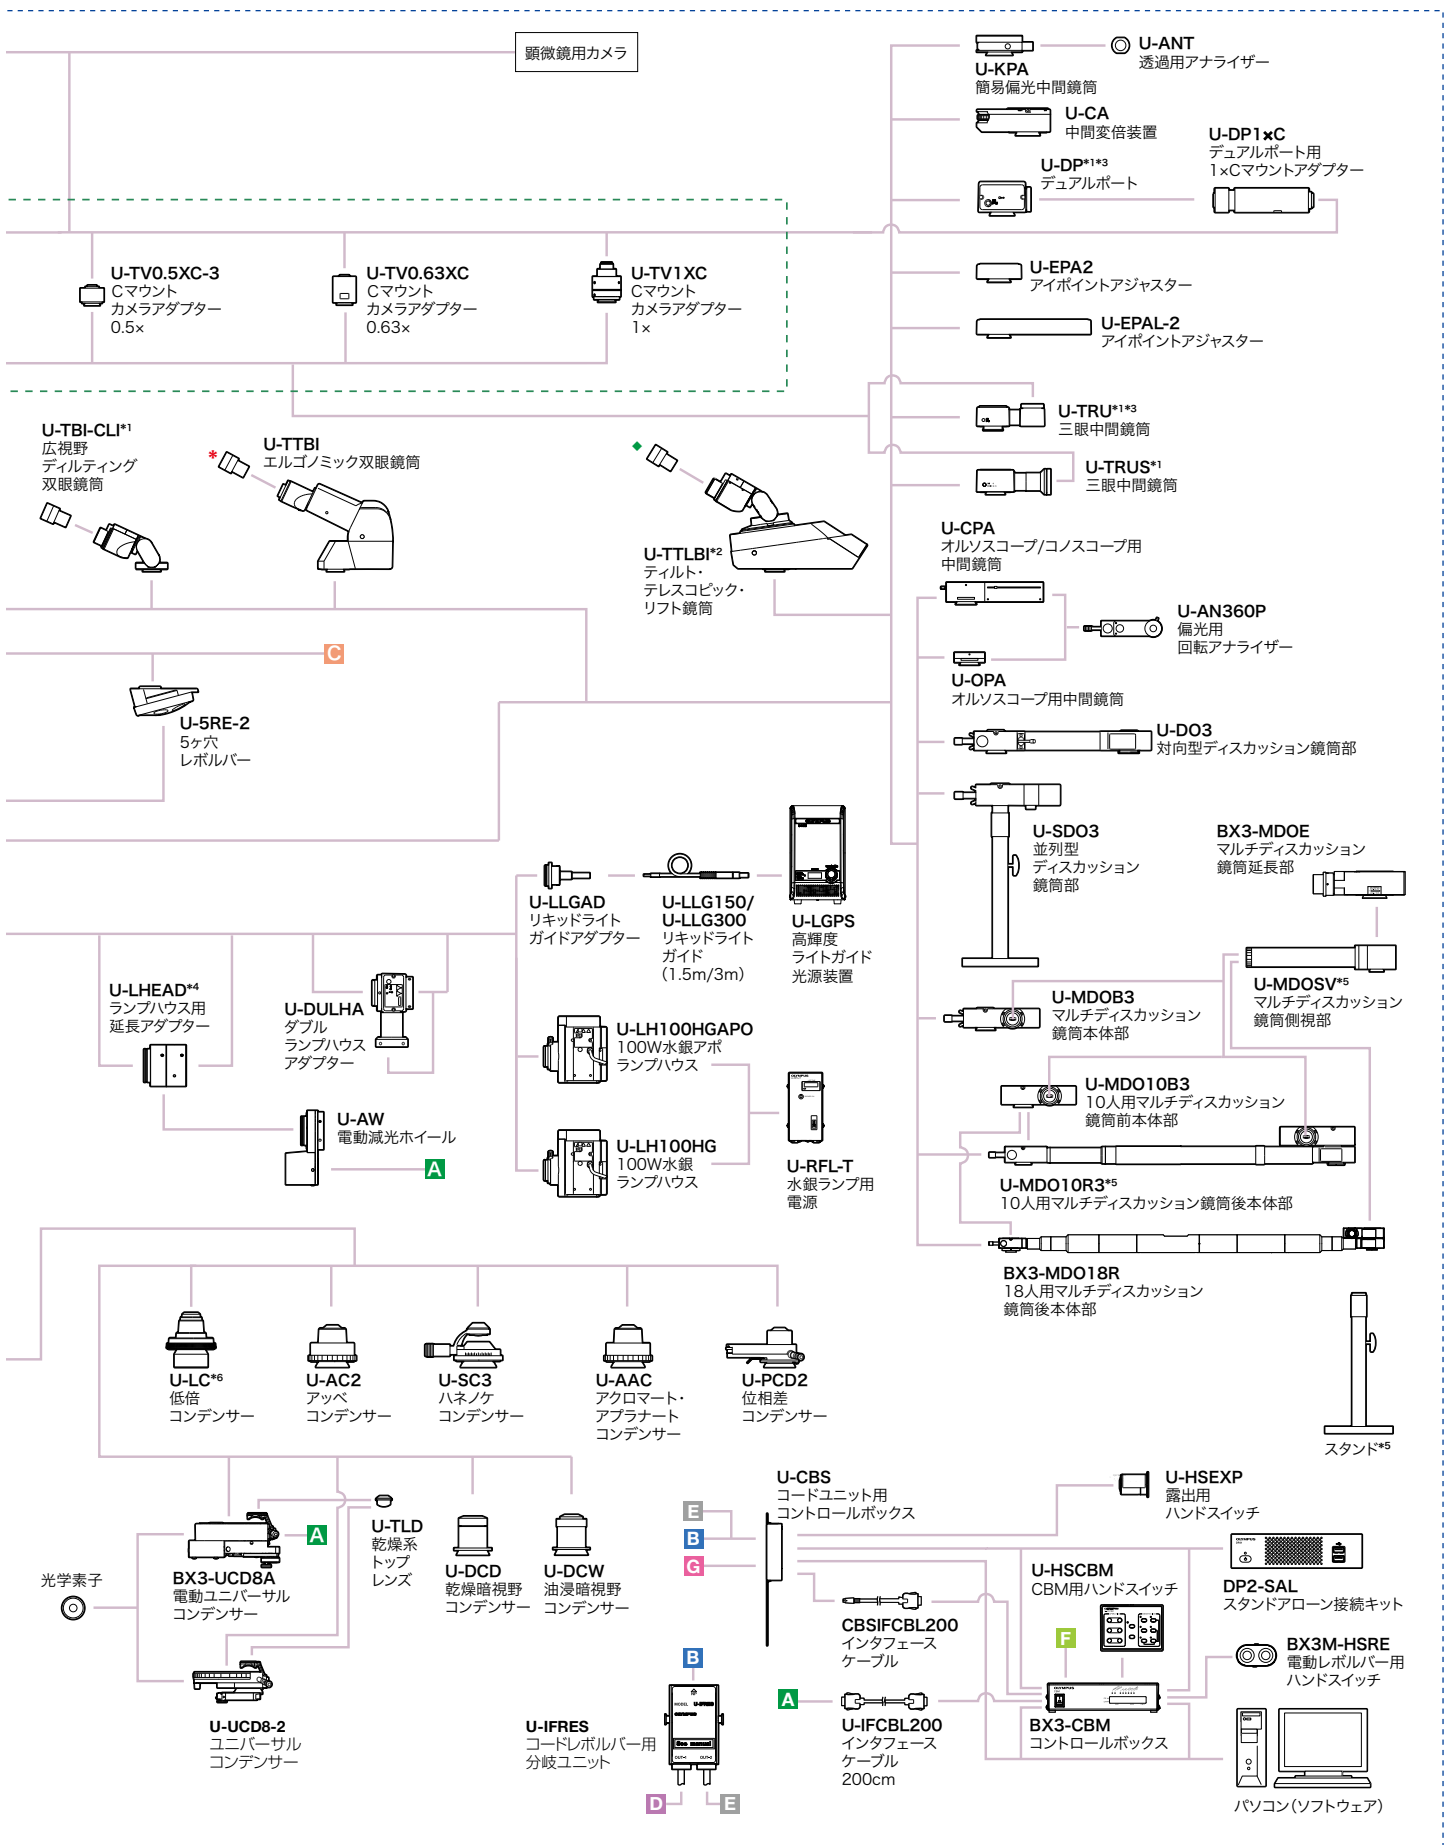 顕微鏡用カメラ
U-KPA
簡易偏光中間鏡筒
U-ANT
透過用アナライザー
U-CA
中間変倍装置
U-DP*1*3
デュアルポート
U-DP1×C
デュアルポート用
1×Cマウントアダプター
U-TV0.5XC-3
Cマウント
カメラアダプター
0.5×
U-TV0.63XC
Cマウント
カメラアダプター
0.63×
U-TV1XC
Cマウント
カメラアダプター
1×
U-EPA2
アイポイントアジャスター
U-EPAL-2
アイポイントアジャスター
U-TRU*1*3
三眼中間鏡筒
U-TRUS*1
三眼中間鏡筒
U-TBI-CLI*1
広視野
ディルティング
双眼鏡筒
*
U-TTBI
エルゴノミック双眼鏡筒
◆
U-TTLBI*2
ティルト・
テレスコピック・
リフト鏡筒
U-CPA
オルソスコープ/コノスコープ用
中間鏡筒
U-AN360P
偏光用
回転アナライザー
U-OPA
オルソスコープ用中間鏡筒
C
U-5RE-2
5ヶ穴
レボルバー
U-DO3
対向型ディスカッション鏡筒部
U-SDO3
並列型
ディスカッション
鏡筒部
BX3-MDOE
マルチディスカッション
鏡筒延長部
U-LLGAD
リキッドライト
ガイドアダプター
U-LLG150/
U-LLG300
リキッドライト
ガイド
(1.5m/3m)
U-LGPS
高輝度
ライトガイド
光源装置
U-MDOSV*5
マルチディスカッション
鏡筒側視部
U-LHEAD*4
ランプハウス用
延長アダプター
U-DULHA
ダブル
ランプハウス
アダプター
U-MDOB3
マルチディスカッション
鏡筒本体部
U-LH100HGAPO
100W水銀アポ
ランプハウス
U-MDO10B3
10人用マルチディスカッション
鏡筒前本体部
U-AW
電動減光ホイール
A
U-LH100HG
100W水銀
ランプハウス
U-RFL-T
水銀ランプ用
電源
U-MDO10R3*5
10人用マルチディスカッション鏡筒後本体部
BX3-MDO18R
18人用マルチディスカッション
鏡筒後本体部
U-LC*6
低倍
コンデンサー
U-AC2
アッベ
コンデンサー
U-SC3
ハネノケ
コンデンサー
U-AAC
アクロマート・
アプラナート
コンデンサー
U-PCD2
位相差
コンデンサー
スタンド*5
光学素子
BX3-UCD8A
電動ユニバーサル
コンデンサー
A
U-TLD
乾燥系
トップ
レンズ
U-DCD
乾燥暗視野
コンデンサー
U-DCW
油浸暗視野
コンデンサー
U-UCD8-2
ユニバーサル
コンデンサー
U-CBS
コードユニット用
コントロールボックス
E
B
G
U-HSEXP
露出用
ハンドスイッチ
U-HSCBM
CBM用ハンドスイッチ
DP2-SAL
スタンドアローン接続キット
CBSIFCBL200
インタフェース
ケーブル
F
BX3M-HSRE
電動レボルバー用
ハンドスイッチ
B
MODEL U-IFRES
OLYMPUS
See manual
OUT-1 OUT-2
U-IFRES
コードレボルバー用
分岐ユニット
D
E
A
U-IFCBL200
インタフェース
ケーブル
200cm
BX3-CBM
コントロールボックス
パソコン(ソフトウェア)